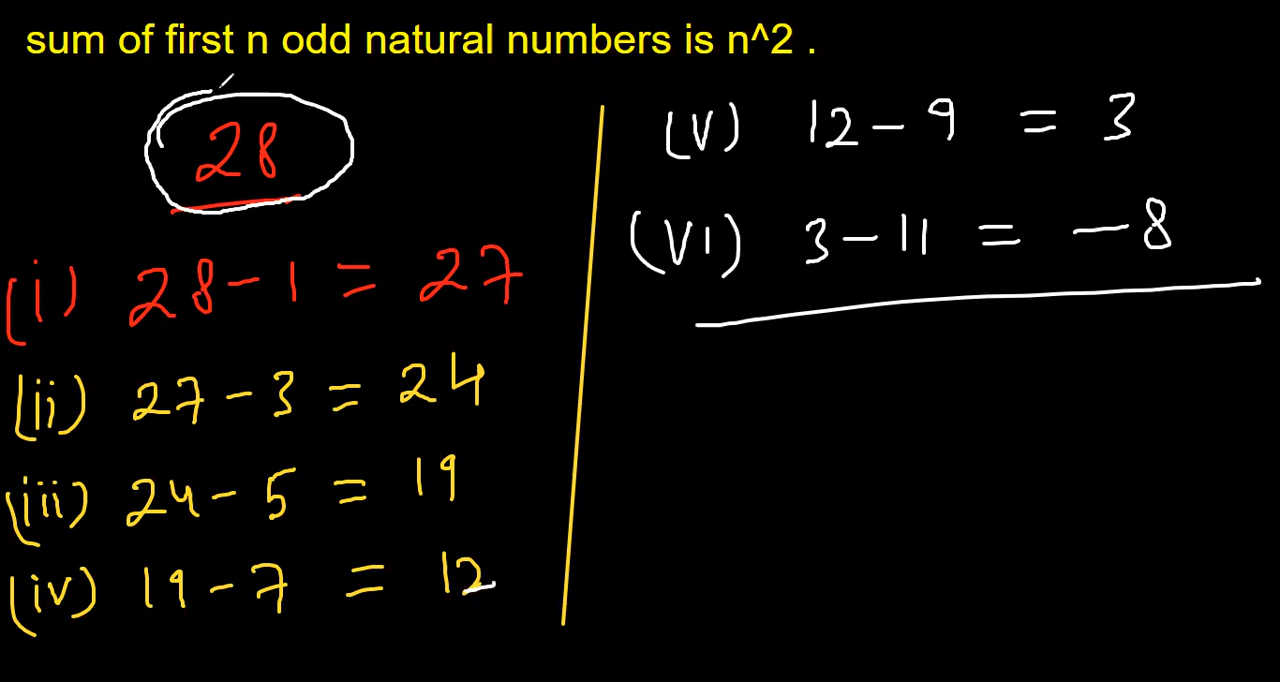 sum of first n odd natural numbers is n^2 .
28
(i) 28 - 1 = 27
(ii) 27 - 3 = 24
(iii) 24 - 5 = 19
(iv) 19 - 7 = 12
(V) 12 - 9 = 3
(VI) 3 - 11 = - 8